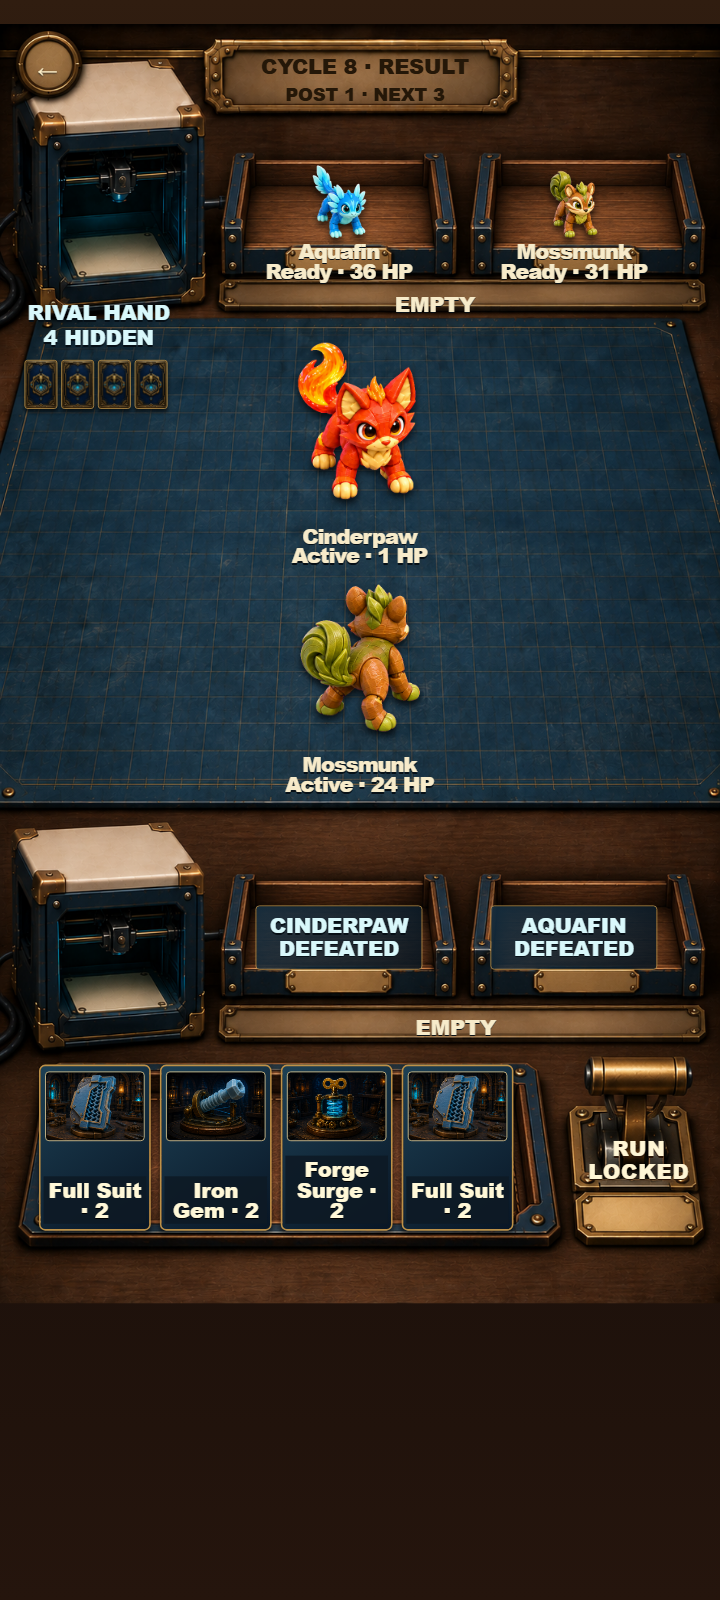 ←
CYCLE 8 · RESULT
POST 1 · NEXT 3
Aquafin
Ready · 36 HP
Mossmunk
Ready · 31 HP
EMPTY
RIVAL HAND
4 HIDDEN
Cinderpaw
Active · 1 HP
Mossmunk
Active · 24 HP
CINDERPAW
DEFEATED
AQUAFIN
DEFEATED
EMPTY
Full Suit
· 2
Iron
Gem · 2
Forge
Surge ·
2
Full Suit
· 2
RUN
LOCKED